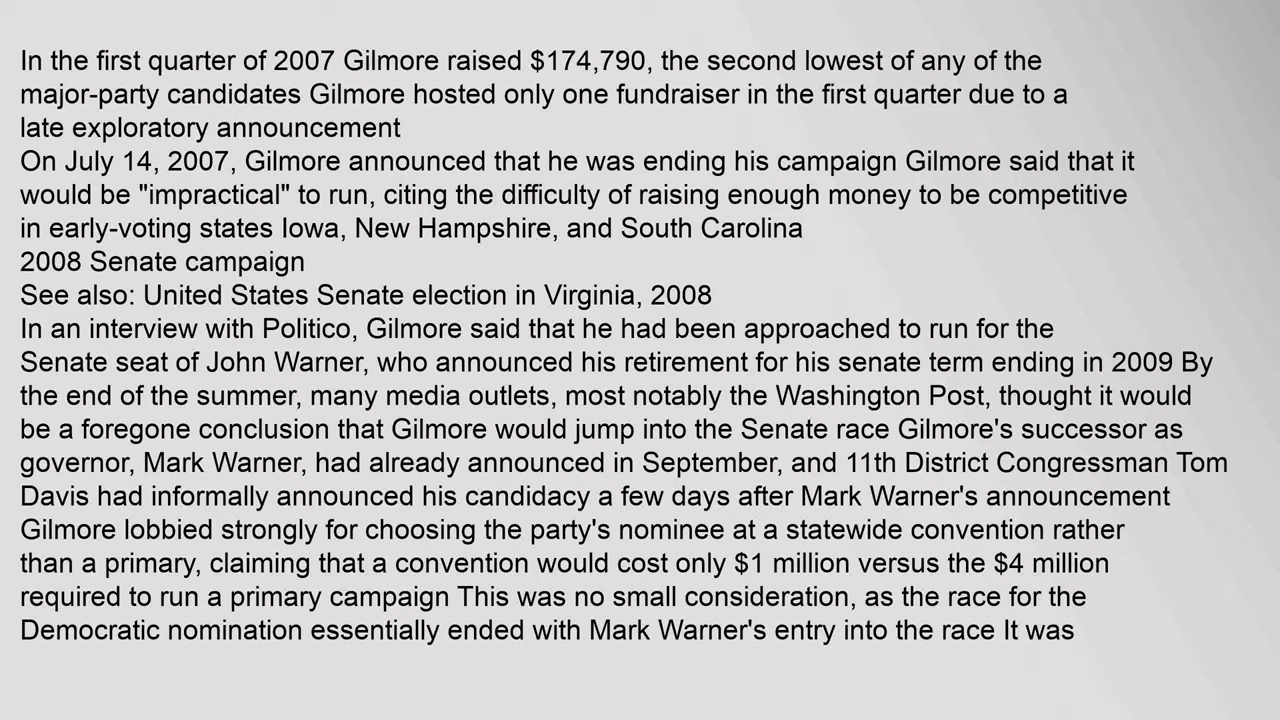 In the first quarter of 2007 Gilmore raised $174,790, the second lowest of any of the
major-party candidates Gilmore hosted only one fundraiser in the first quarter due to a
late exploratory announcement
On July 14, 2007, Gilmore announced that he was ending his campaign Gilmore said that it
would be "impractical" to run, citing the difficulty of raising enough money to be competitive
in early-voting states Iowa, New Hampshire, and South Carolina
2008 Senate campaign
See also: United States Senate election in Virginia, 2008
In an interview with Politico, Gilmore said that he had been approached to run for the
Senate seat of John Warner, who announced his retirement for his senate term ending in 2009 By
the end of the summer, many media outlets, most notably the Washington Post, thought it would
be a foregone conclusion that Gilmore would jump into the Senate race Gilmore's successor as
governor, Mark Warner, had already announced in September, and 11th District Congressman Tom
Davis had informally announced his candidacy a few days after Mark Warner's announcement
Gilmore lobbied strongly for choosing the party's nominee at a statewide convention rather
than a primary, claiming that a convention would cost only $1 million versus the $4 million
required to run a primary campaign This was no small consideration, as the race for the
Democratic nomination essentially ended with Mark Warner's entry into the race It was